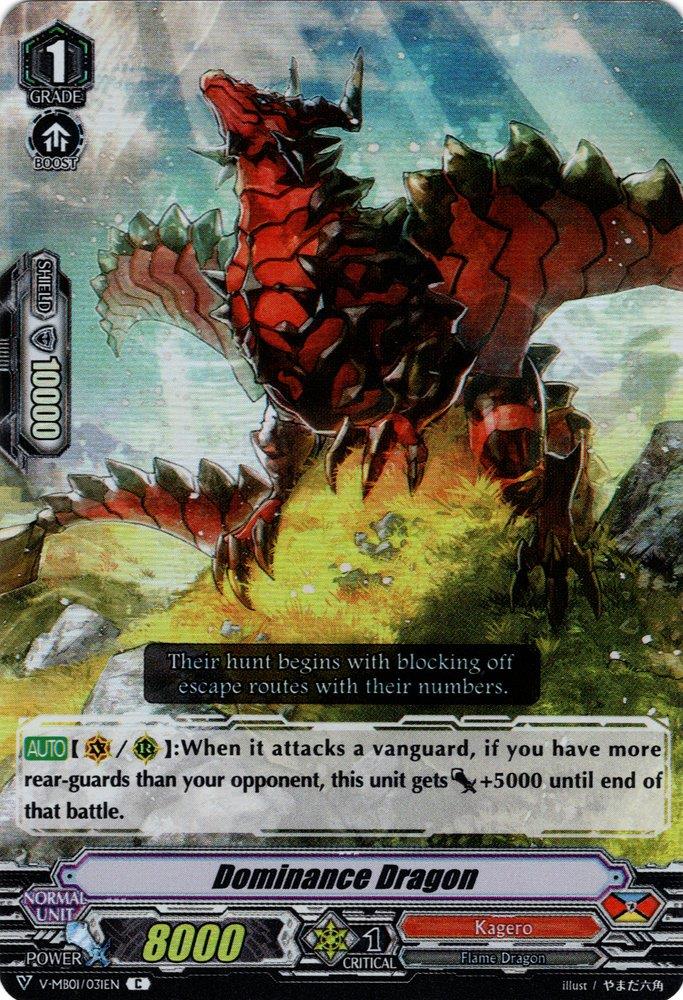 1
GRADE
BOOST
SHIELD
10000
Their hunt begins with blocking off
escape routes with their numbers.
AUTO [ V / R ]:When it attacks a vanguard, if you have more
rear-guards than your opponent, this unit gets +5000 until end of
that battle.
Dominance Dragon
NORMAL
UNIT
POWER
8000
1
CRITICAL
Kagero
Flame Dragon
V-MB01/031EN C
illust / やまだ六角